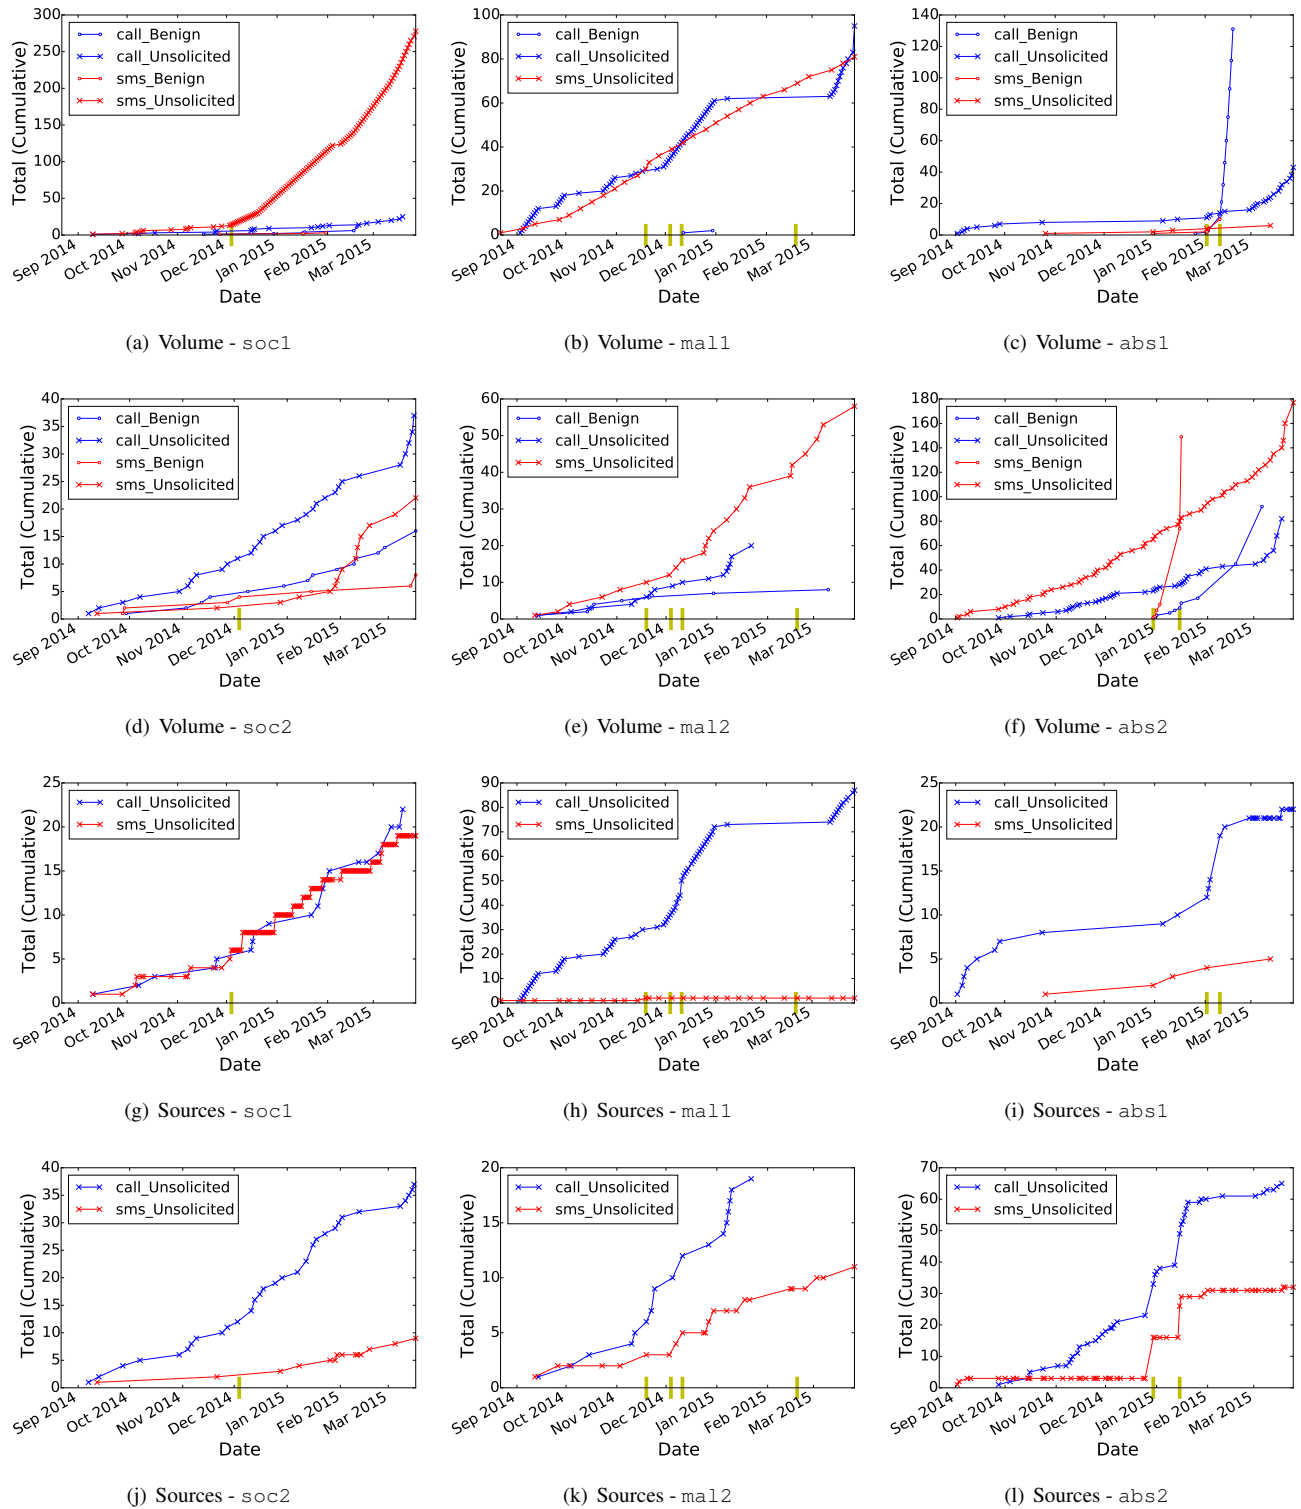 300
250
200
150
100
50
0
Total (Cumulative)
call_Benign
call_Unsolicited
sms_Benign
sms_Unsolicited
Sep 2014
Oct 2014
Nov 2014
Dec 2014
Jan 2015
Feb 2015
Mar 2015
Date
(a) Volume - soc1
100
80
60
40
20
0
Total (Cumulative)
call_Benign
call_Unsolicited
sms_Unsolicited
Sep 2014
Oct 2014
Nov 2014
Dec 2014
Jan 2015
Feb 2015
Mar 2015
Date
(b) Volume - mal1
140
120
100
80
60
40
20
0
Total (Cumulative)
call_Benign
call_Unsolicited
sms_Benign
sms_Unsolicited
Sep 2014
Oct 2014
Nov 2014
Dec 2014
Jan 2015
Feb 2015
Mar 2015
Date
(c) Volume - abs1
40
35
30
25
20
15
10
5
0
Total (Cumulative)
call_Benign
call_Unsolicited
sms_Benign
sms_Unsolicited
Sep 2014
Oct 2014
Nov 2014
Dec 2014
Jan 2015
Feb 2015
Mar 2015
Date
(d) Volume - soc2
60
50
40
30
20
10
0
Total (Cumulative)
call_Benign
call_Unsolicited
sms_Unsolicited
Sep 2014
Oct 2014
Nov 2014
Dec 2014
Jan 2015
Feb 2015
Mar 2015
Date
(e) Volume - mal2
180
160
140
120
100
80
60
40
20
0
Total (Cumulative)
call_Benign
call_Unsolicited
sms_Benign
sms_Unsolicited
Sep 2014
Oct 2014
Nov 2014
Dec 2014
Jan 2015
Feb 2015
Mar 2015
Date
(f) Volume - abs2
25
20
15
10
5
0
Total (Cumulative)
call_Unsolicited
sms_Unsolicited
Sep 2014
Oct 2014
Nov 2014
Dec 2014
Jan 2015
Feb 2015
Mar 2015
Date
(g) Sources - soc1
90
80
70
60
50
40
30
20
10
0
Total (Cumulative)
call_Unsolicited
sms_Unsolicited
Sep 2014
Oct 2014
Nov 2014
Dec 2014
Jan 2015
Feb 2015
Mar 2015
Date
(h) Sources - mal1
25
20
15
10
5
0
Total (Cumulative)
call_Unsolicited
sms_Unsolicited
Sep 2014
Oct 2014
Nov 2014
Dec 2014
Jan 2015
Feb 2015
Mar 2015
Date
(i) Sources - abs1
40
35
30
25
20
15
10
5
0
Total (Cumulative)
call_Unsolicited
sms_Unsolicited
Sep 2014
Oct 2014
Nov 2014
Dec 2014
Jan 2015
Feb 2015
Mar 2015
Date
(j) Sources - soc2
20
15
10
5
0
Total (Cumulative)
call_Unsolicited
sms_Unsolicited
Sep 2014
Oct 2014
Nov 2014
Dec 2014
Jan 2015
Feb 2015
Mar 2015
Date
(k) Sources - mal2
70
60
50
40
30
20
10
0
Total (Cumulative)
call_Unsolicited
sms_Unsolicited
Sep 2014
Oct 2014
Nov 2014
Dec 2014
Jan 2015
Feb 2015
Mar 2015
Date
(l) Sources - abs2